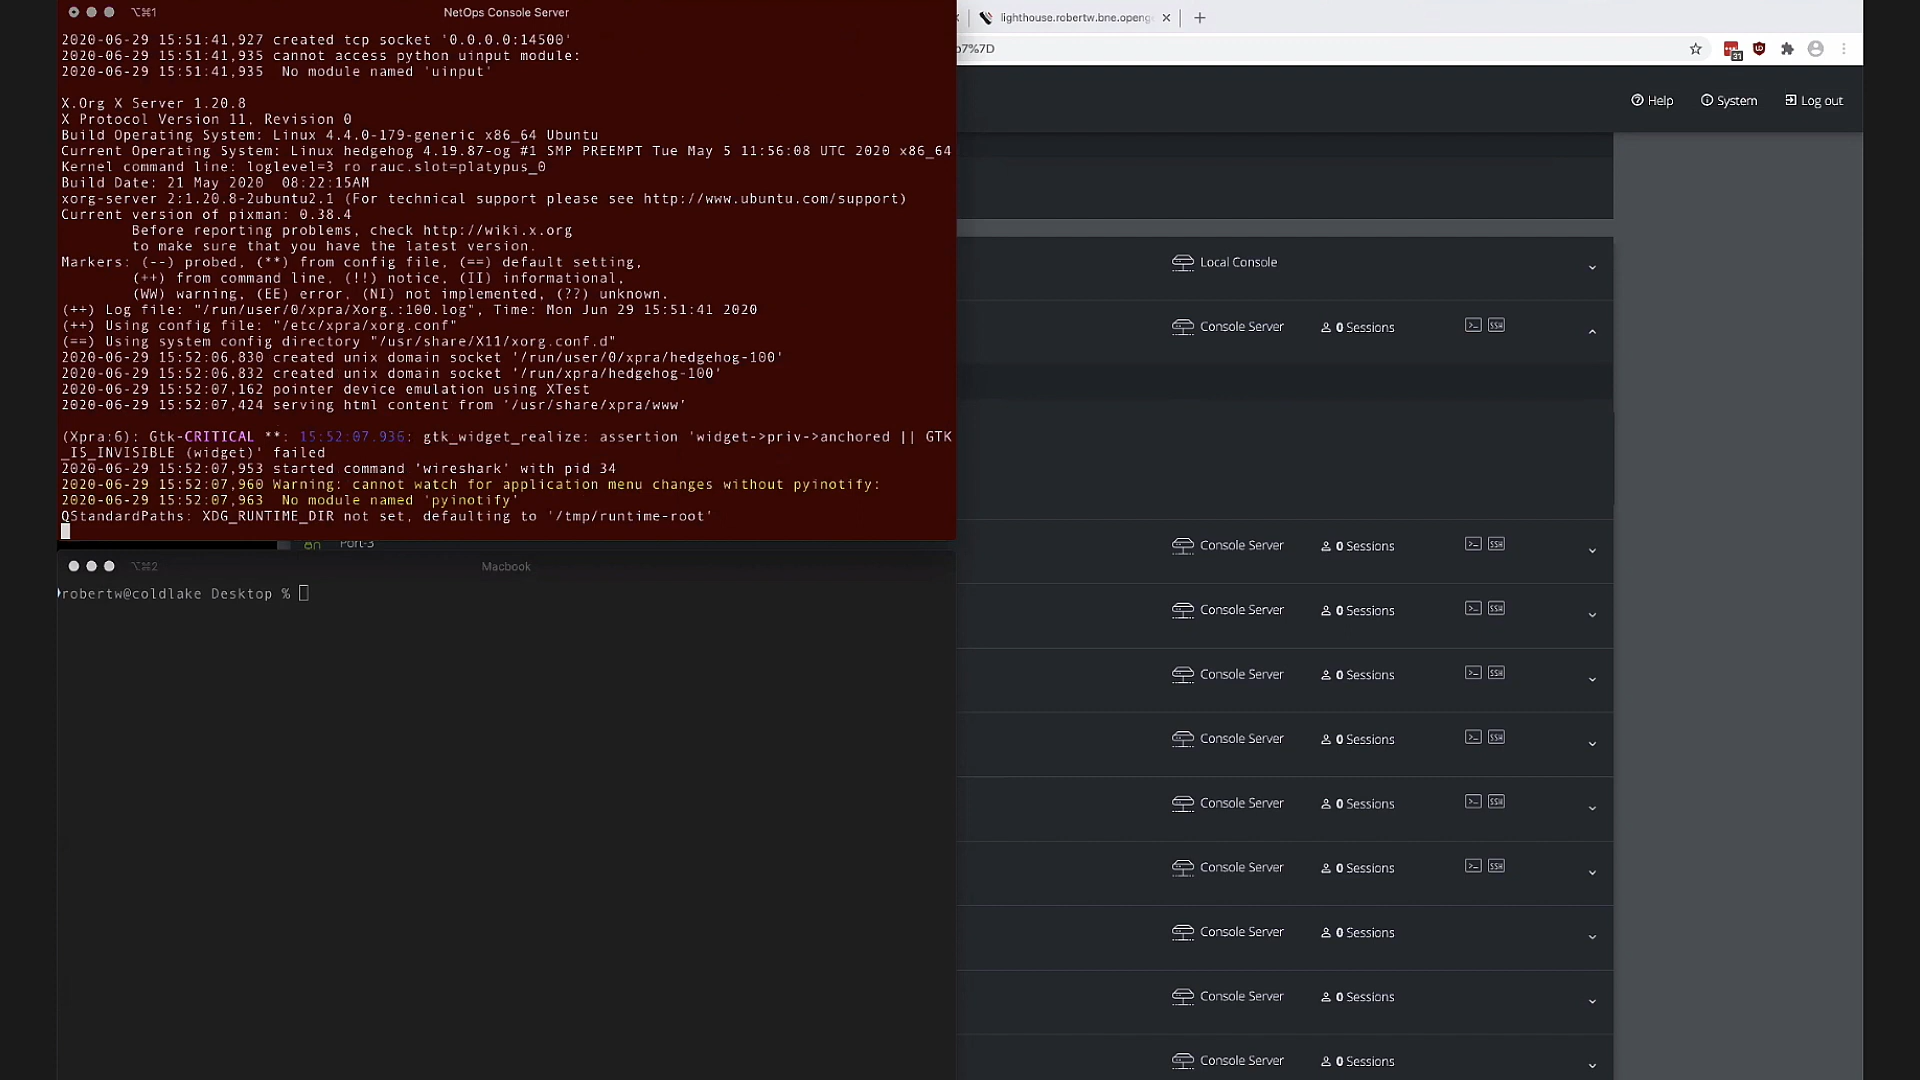 ⌥⌘1
NetOps Console Server
2020-06-29 15:51:41,927 created tcp socket '0.0.0.0:14500'
2020-06-29 15:51:41,935 cannot access python uinput module:
2020-06-29 15:51:41,935  No module named 'uinput'
X.Org X Server 1.20.8
X Protocol Version 11, Revision 0
Build Operating System: Linux 4.4.0-179-generic x86_64 Ubuntu
Current Operating System: Linux hedgehog 4.19.87-og #1 SMP PREEMPT Tue May 5 11:56:08 UTC 2020 x86_64
Kernel command line: loglevel=3 ro rauc.slot=platypus_0
Build Date: 21 May 2020  08:22:15AM
xorg-server 2:1.20.8-2ubuntu2.1 (For technical support please see http://www.ubuntu.com/support)
Current version of pixman: 0.38.4
Before reporting problems, check http://wiki.x.org
to make sure that you have the latest version.
Markers: (--) probed, (**) from config file, (==) default setting,
(++) from command line, (!!) notice, (II) informational,
(WW) warning, (EE) error, (NI) not implemented, (??) unknown.
(++) Log file: "/run/user/0/xpra/Xorg.:100.log", Time: Mon Jun 29 15:51:41 2020
(++) Using config file: "/etc/xpra/xorg.conf"
(==) Using system config directory "/usr/share/X11/xorg.conf.d"
2020-06-29 15:52:06,830 created unix domain socket '/run/user/0/xpra/hedgehog-100'
2020-06-29 15:52:06,832 created unix domain socket '/run/xpra/hedgehog-100'
2020-06-29 15:52:07,162 pointer device emulation using XTest
2020-06-29 15:52:07,424 serving html content from '/usr/share/xpra/www'
(Xpra:6): Gtk-CRITICAL **: 15:52:07.936: gtk_widget_realize: assertion 'widget->priv->anchored || GTK
_IS_INVISIBLE (widget)' failed
2020-06-29 15:52:07,953 started command 'wireshark' with pid 34
2020-06-29 15:52:07,960 Warning: cannot watch for application menu changes without pyinotify:
2020-06-29 15:52:07,963  No module named 'pyinotify'
QStandardPaths: XDG_RUNTIME_DIR not set, defaulting to '/tmp/runtime-root'
Port-3
⌥⌘2
Macbook
robertw@coldlake Desktop %
lighthouse.robertw.bne.openg
p7%7D
31
Help
System
Log out
Local Console
Console Server 0 Sessions SSH
Console Server 0 Sessions SSH
Console Server 0 Sessions SSH
Console Server 0 Sessions SSH
Console Server 0 Sessions SSH
Console Server 0 Sessions SSH
Console Server 0 Sessions SSH
Console Server 0 Sessions
Console Server 0 Sessions
Console Server 0 Sessions